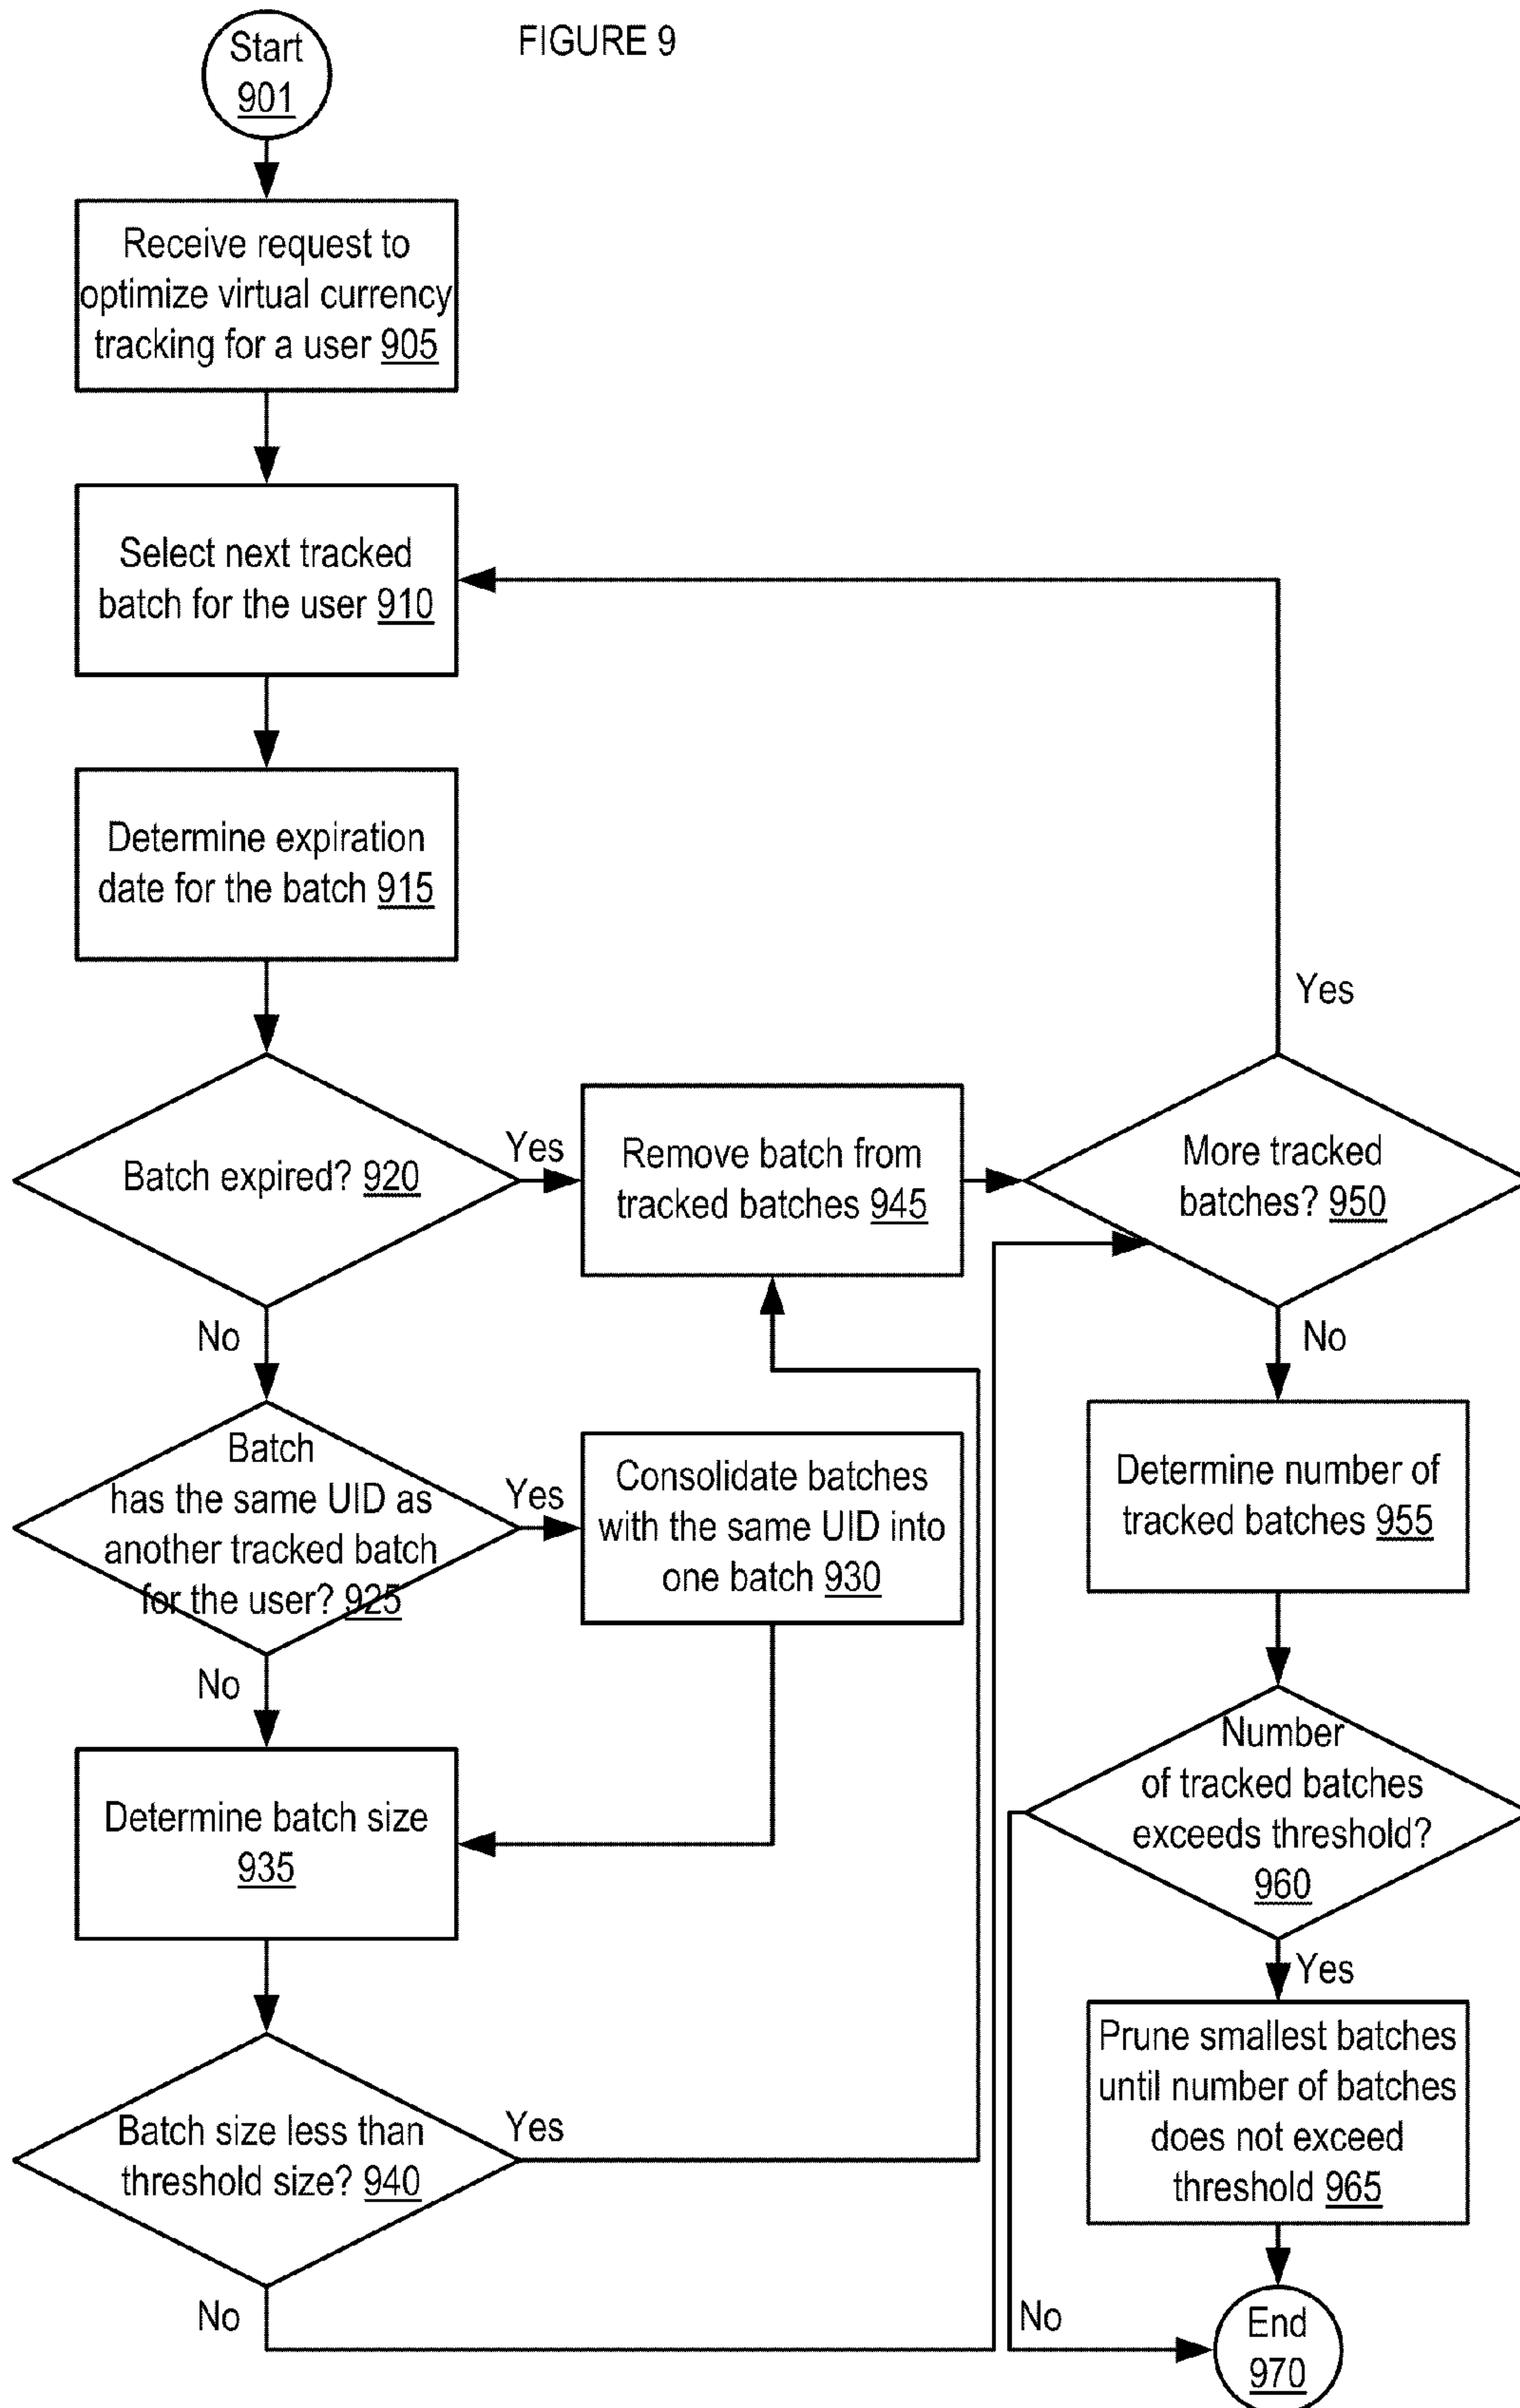 FIGURE 9
Start
901
Receive request to
optimize virtual currency
tracking for a user 905
Select next tracked
batch for the user 910
Determine expiration
date for the batch 915
Yes
Batch expired? 920
Yes
Remove batch from
tracked batches 945
More tracked
batches? 950
No
No
Batch
has the same UID as
another tracked batch
for the user? 925
Yes
Consolidate batches
with the same UID into
one batch 930
Determine number of
tracked batches 955
No
Determine batch size
935
Number
of tracked batches
exceeds threshold?
960
Yes
Batch size less than
threshold size? 940
Yes
Prune smallest batches
until number of batches
does not exceed
threshold 965
No
No
End
970